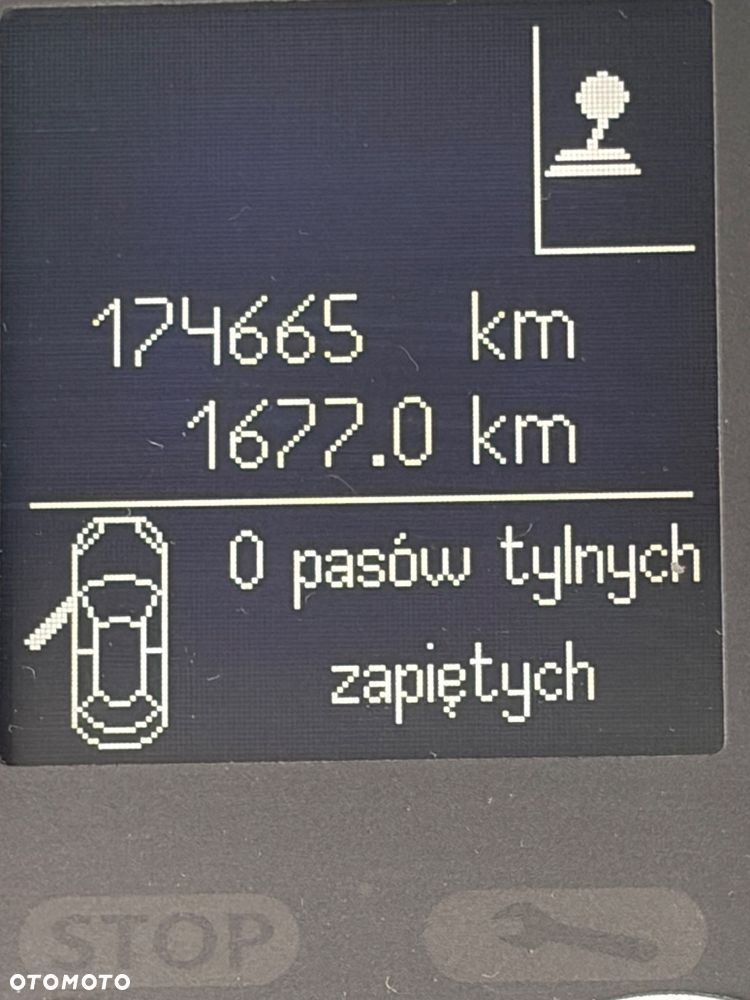 174665 km
1677.0 km
0 pasów tylnych
zapiętych
STOP
OTOMOTO